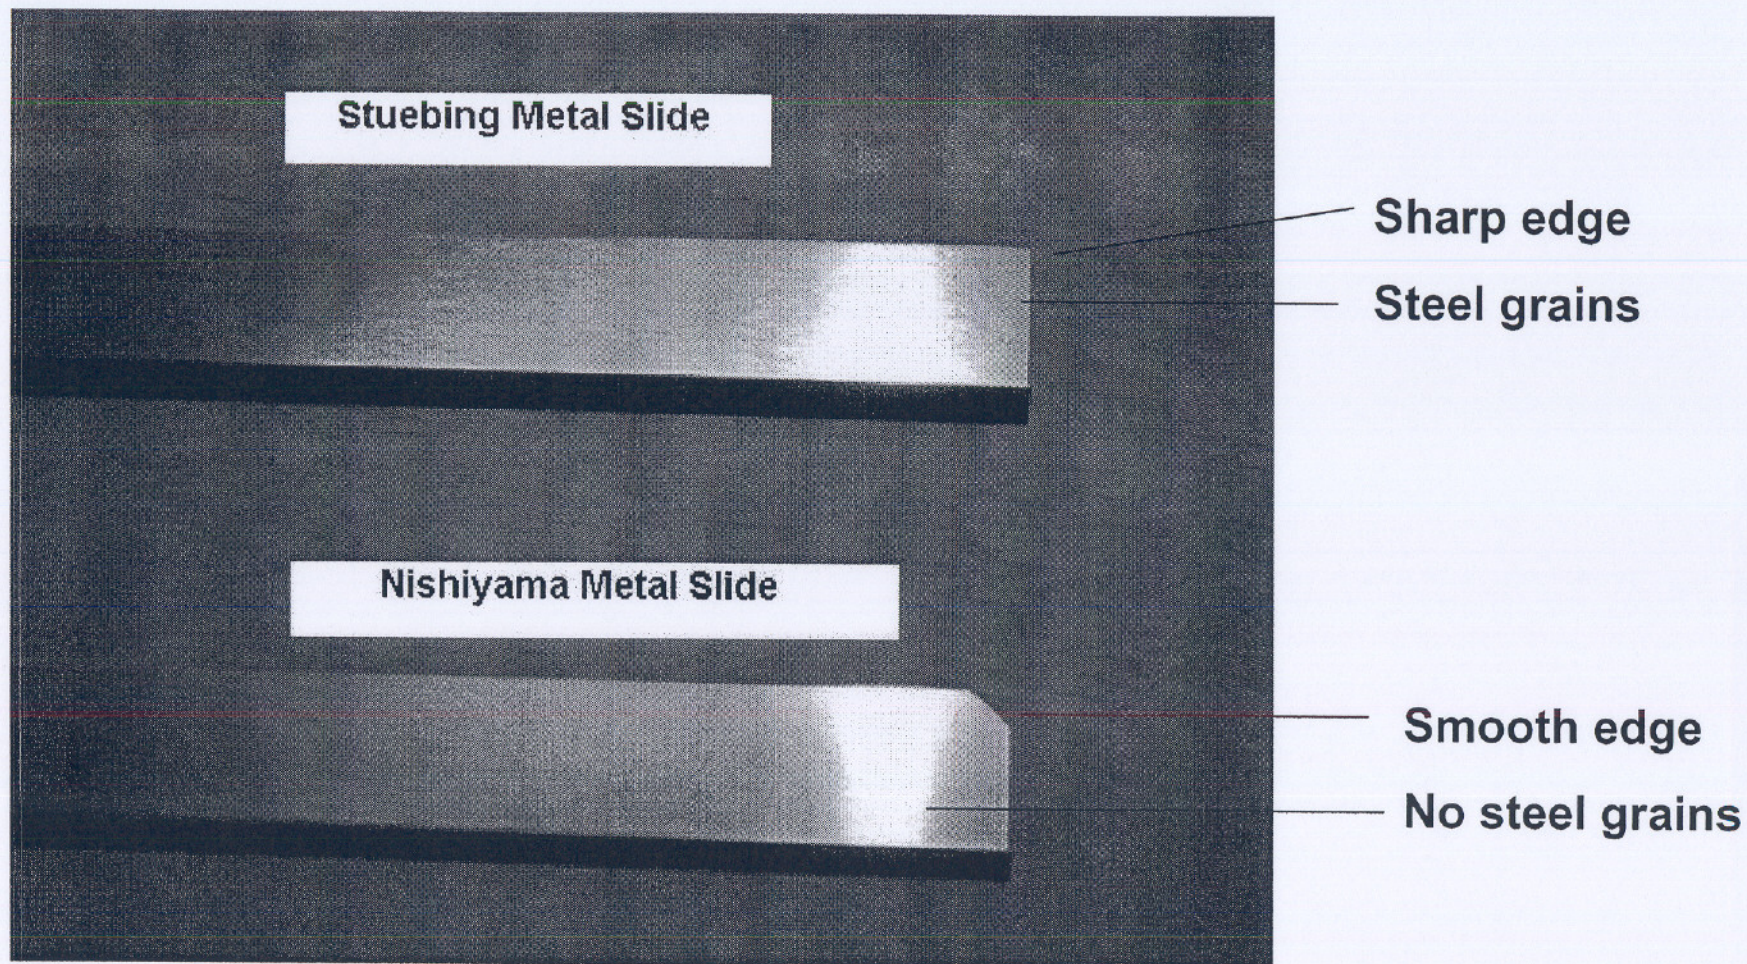 Stuebing Metal Slide
Sharp edge
Steel grains
Nishiyama Metal Slide
Smooth edge
No steel grains